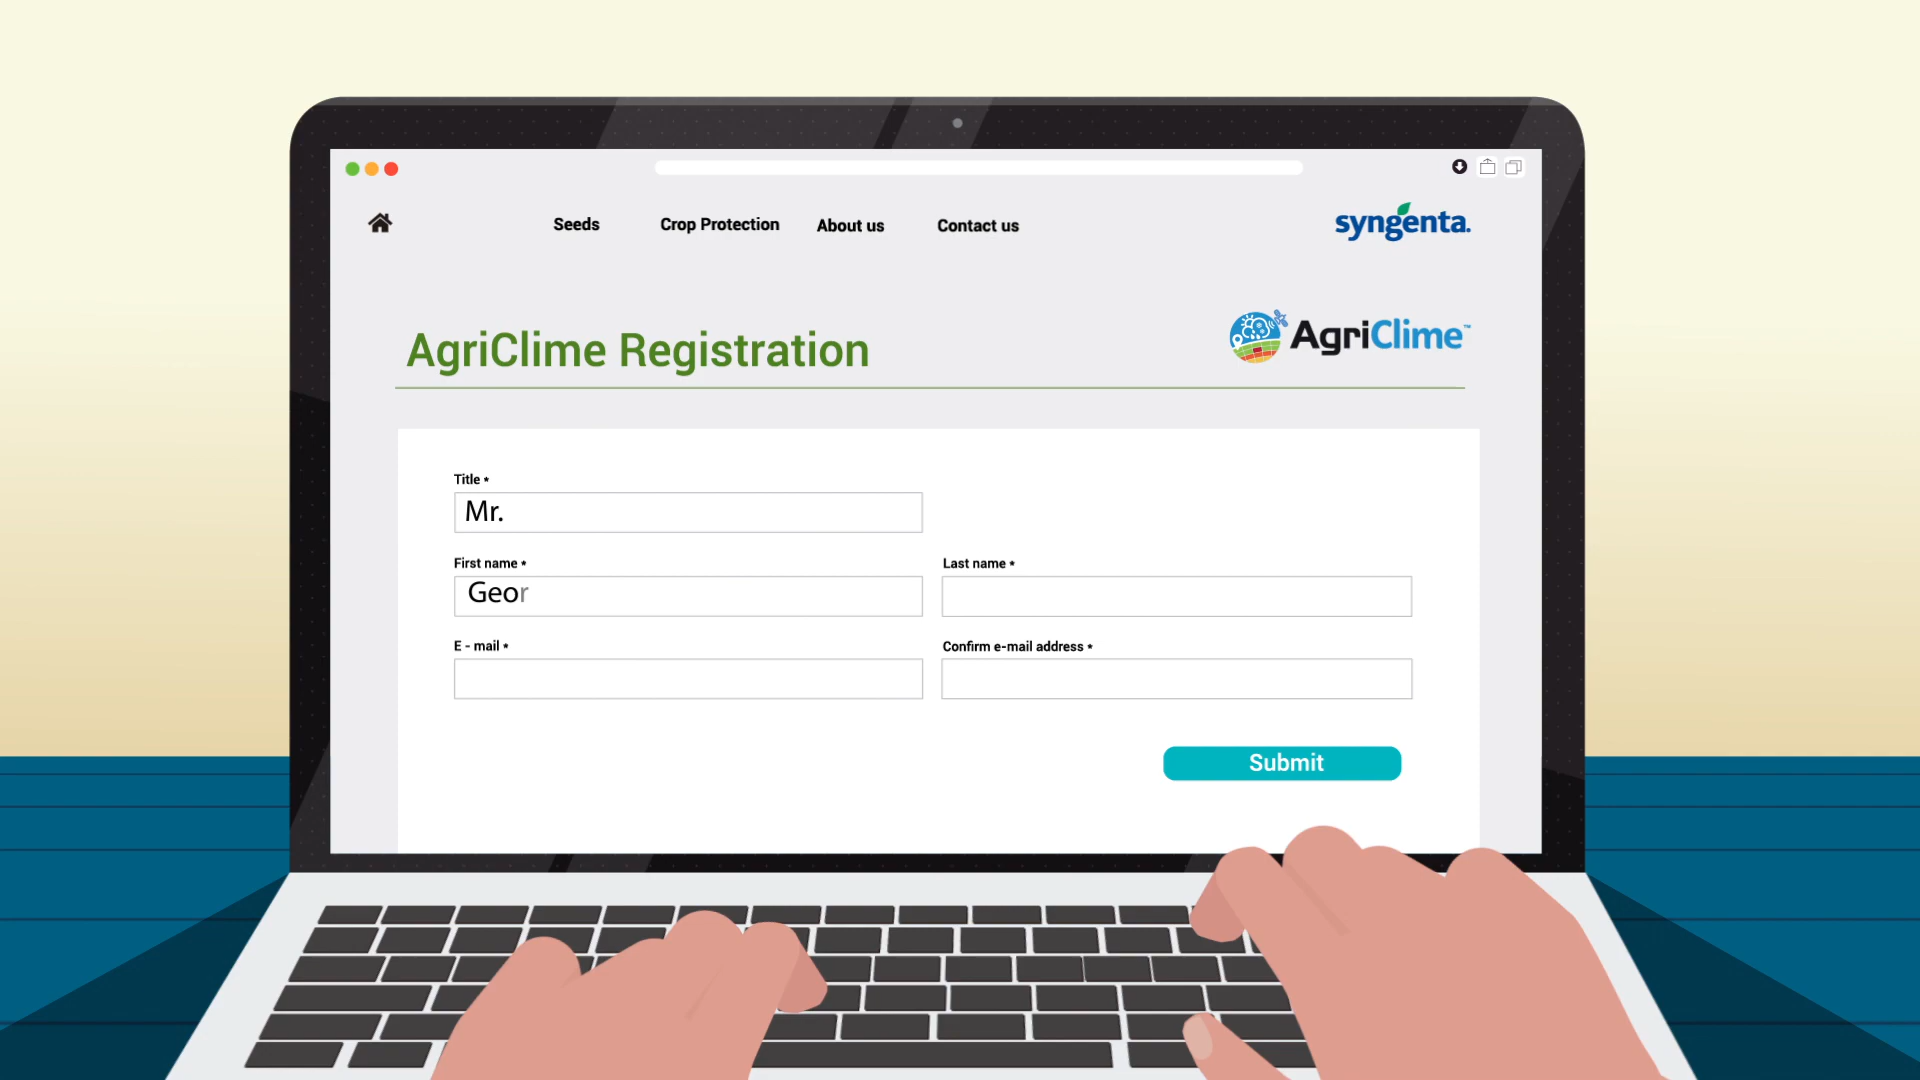 Seeds Crop Protection About us Contact us
syngenta.
AgriClime Registration
AgriClime™
Title *
Mr.
First name * Last name *
Geor
E - mail * Confirm e-mail address *
Submit